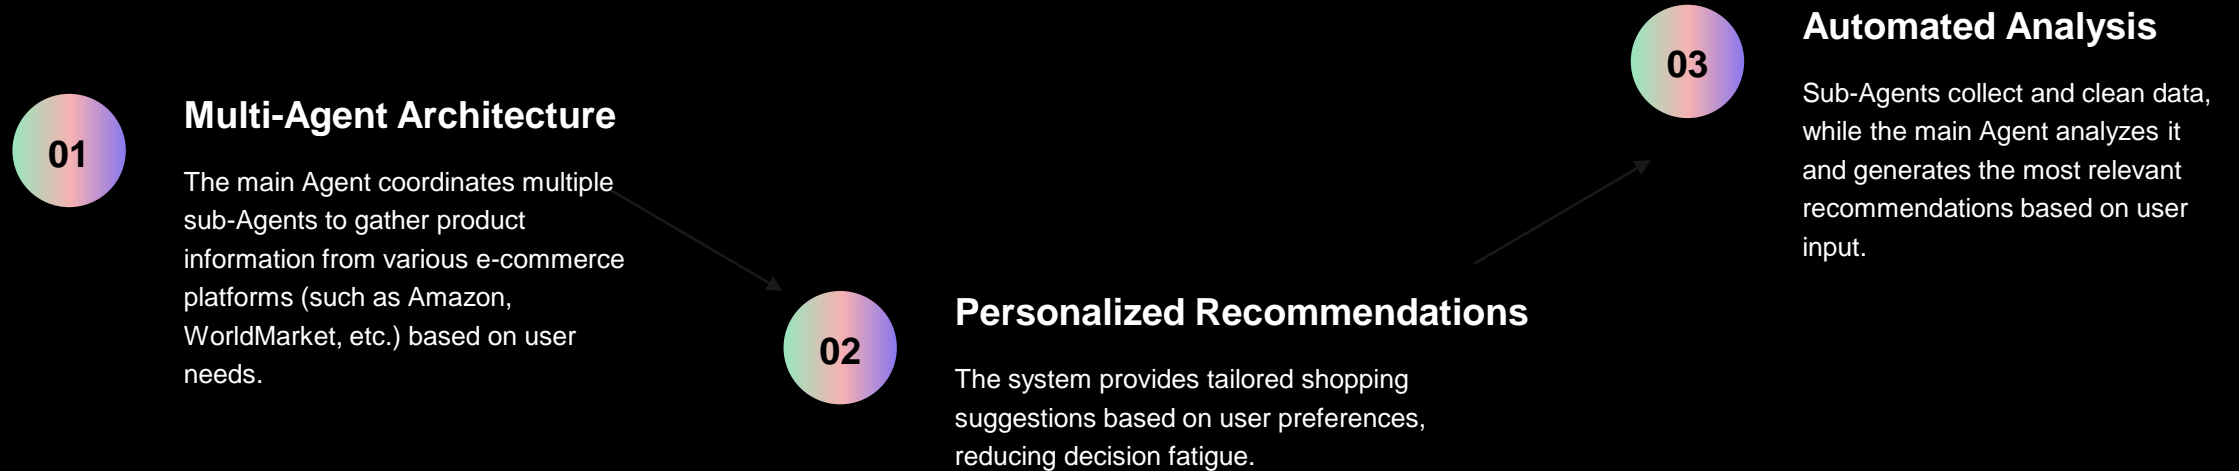 01
Multi-Agent Architecture
The main Agent coordinates multiple
sub-Agents to gather product
information from various e-commerce
platforms (such as Amazon,
WorldMarket, etc.) based on user
needs.
02
Personalized Recommendations
The system provides tailored shopping
suggestions based on user preferences,
reducing decision fatigue.
03
Automated Analysis
Sub-Agents collect and clean data,
while the main Agent analyzes it
and generates the most relevant
recommendations based on user
input.